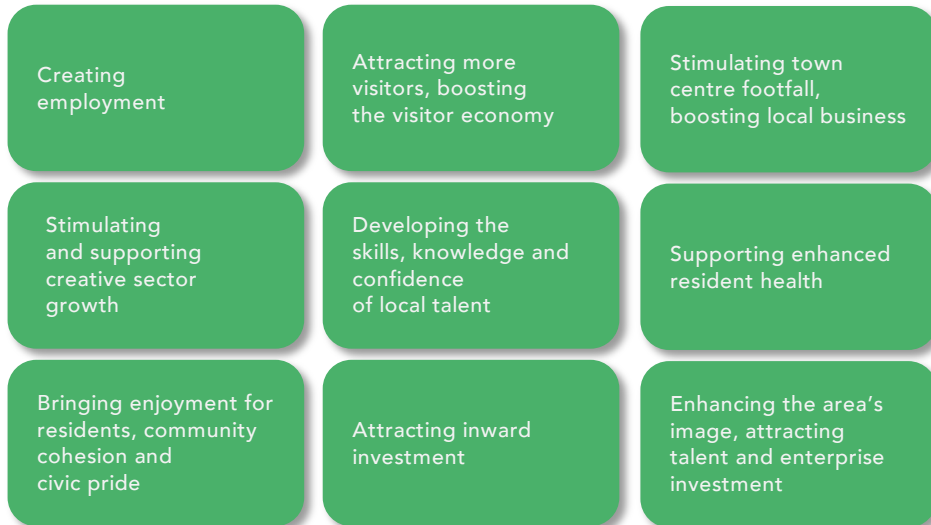 Creating
employment
Attracting more
visitors, boosting
the visitor economy
Stimulating town
centre footfall,
boosting local business
Stimulating
and supporting
creative sector
growth
Developing the
skills, knowledge and
confidence
of local talent
Supporting enhanced
resident health
Bringing enjoyment for
residents, community
cohesion and
civic pride
Attracting inward
investment
Enhancing the area’s
image, attracting
talent and enterprise
investment